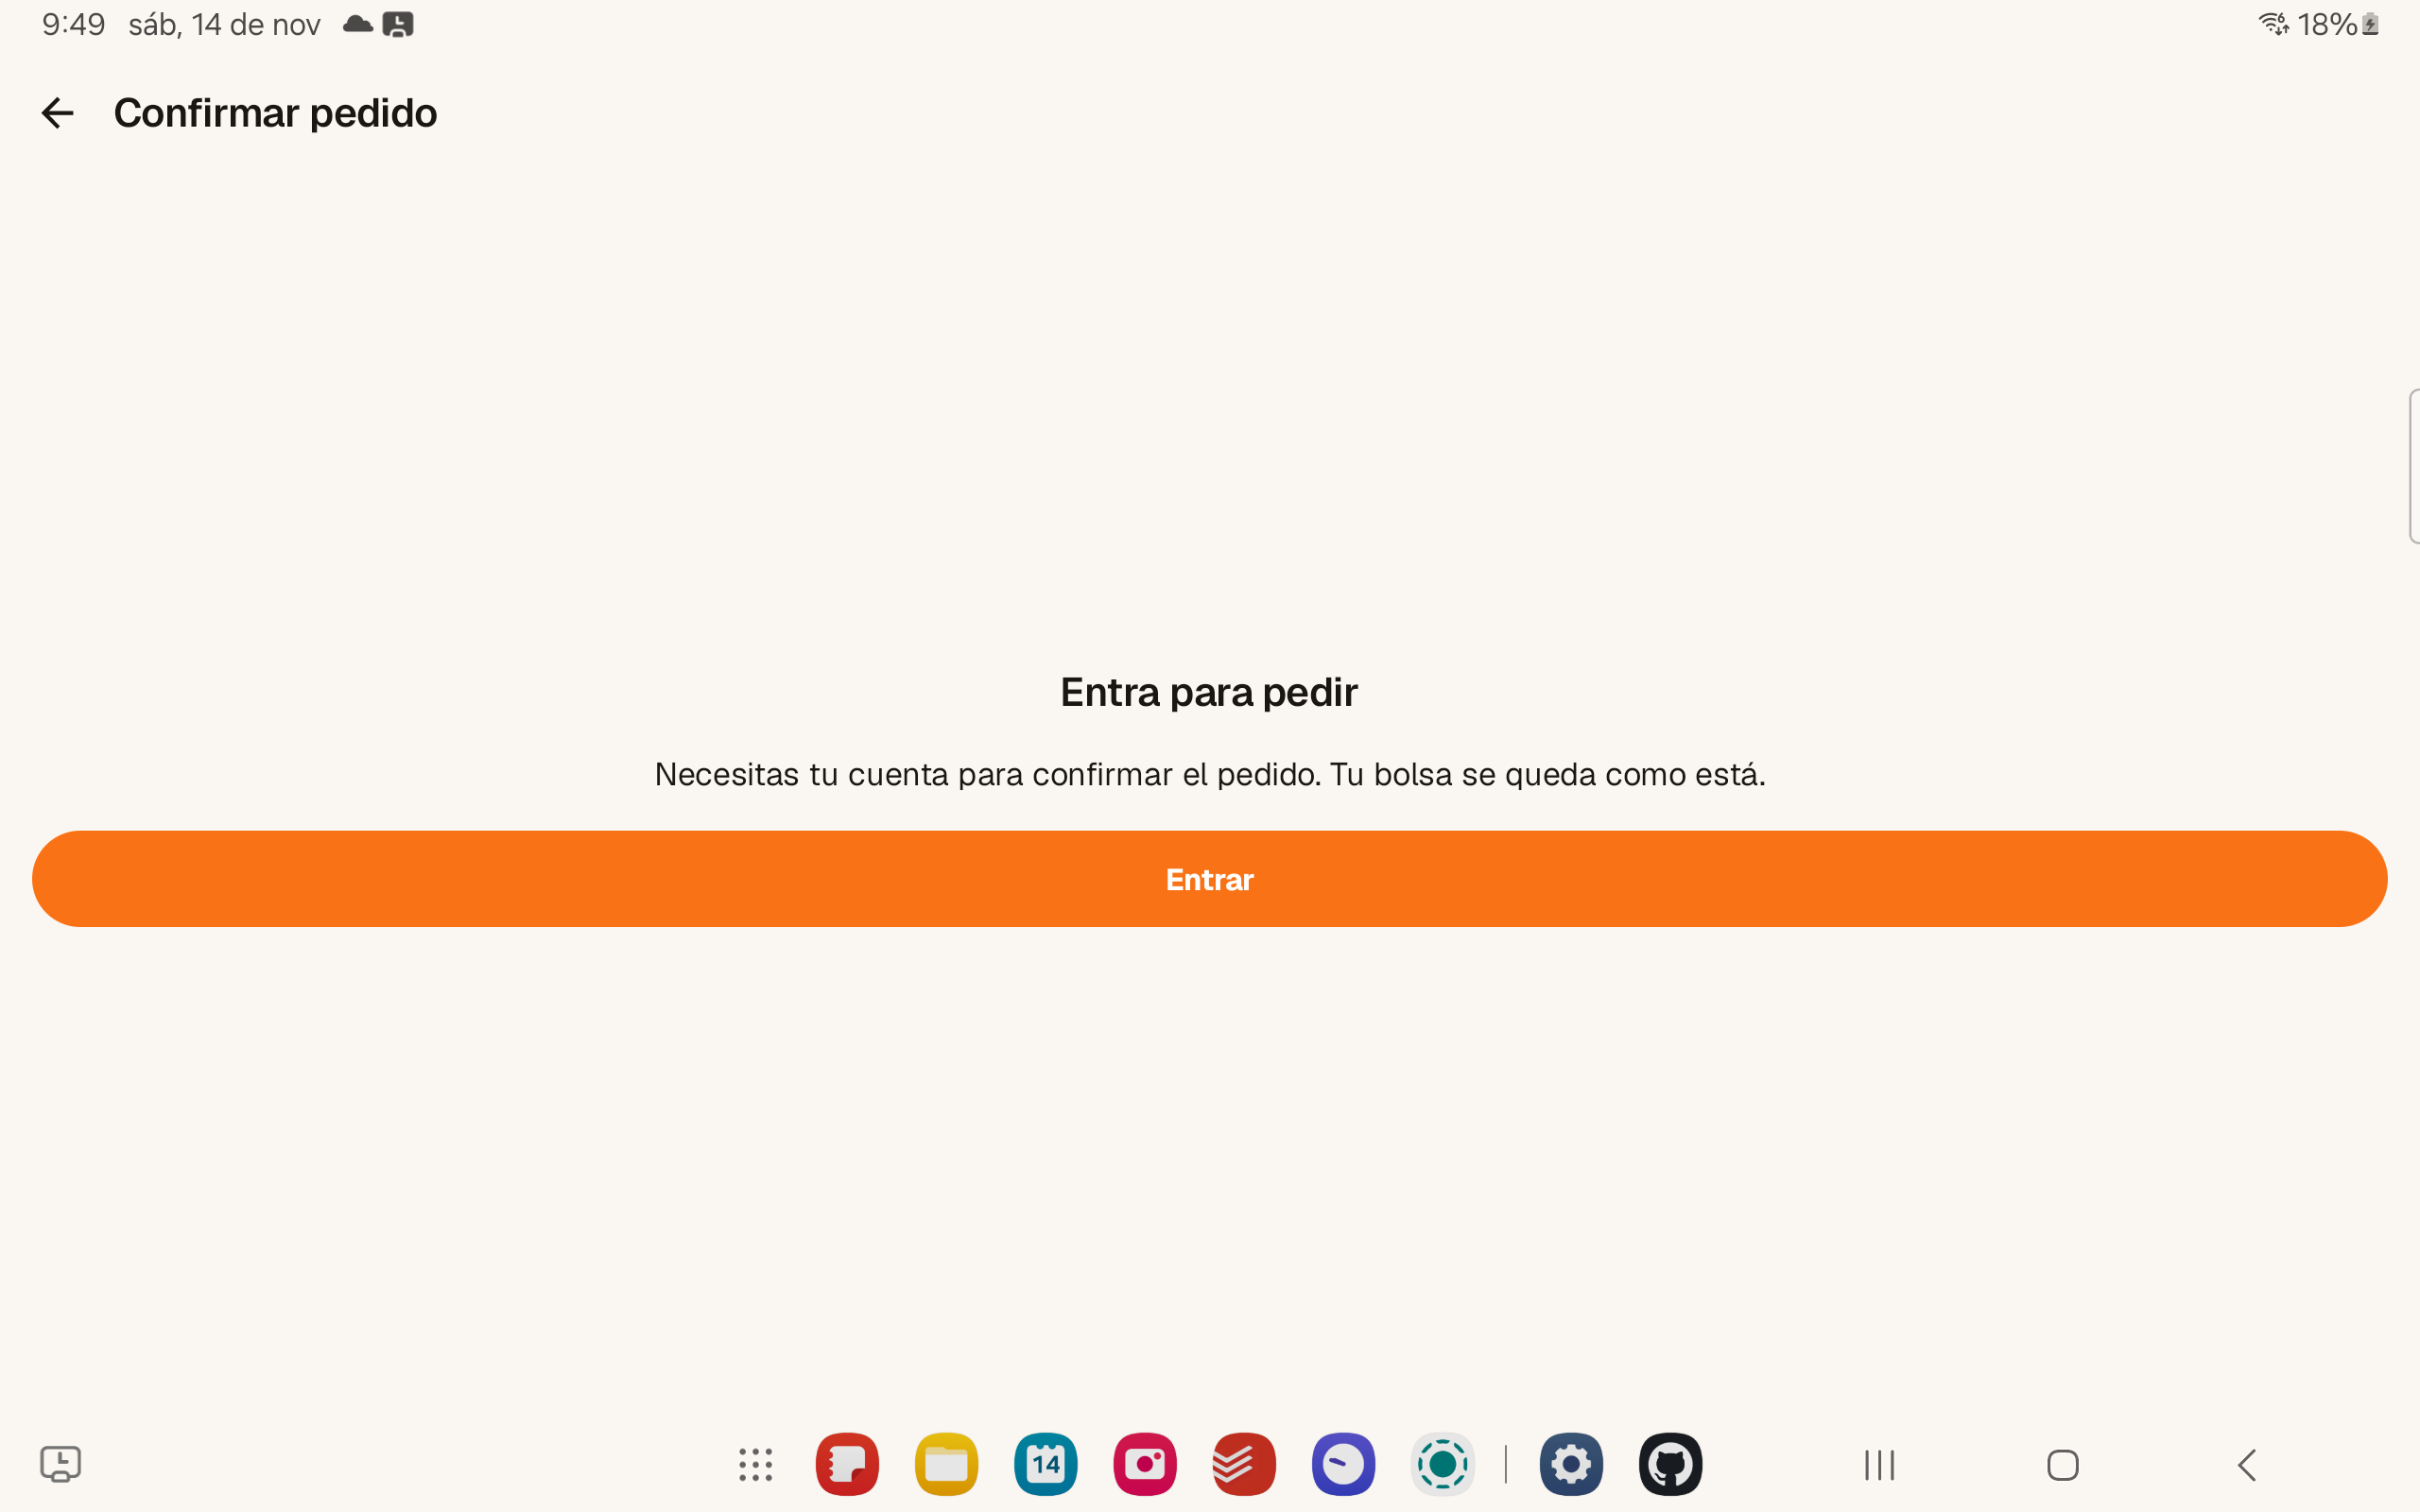 9:49 sáb, 14 de nov
18%
Confirmar pedido
Entra para pedir
Necesitas tu cuenta para confirmar el pedido. Tu bolsa se queda como está.
Entrar
14